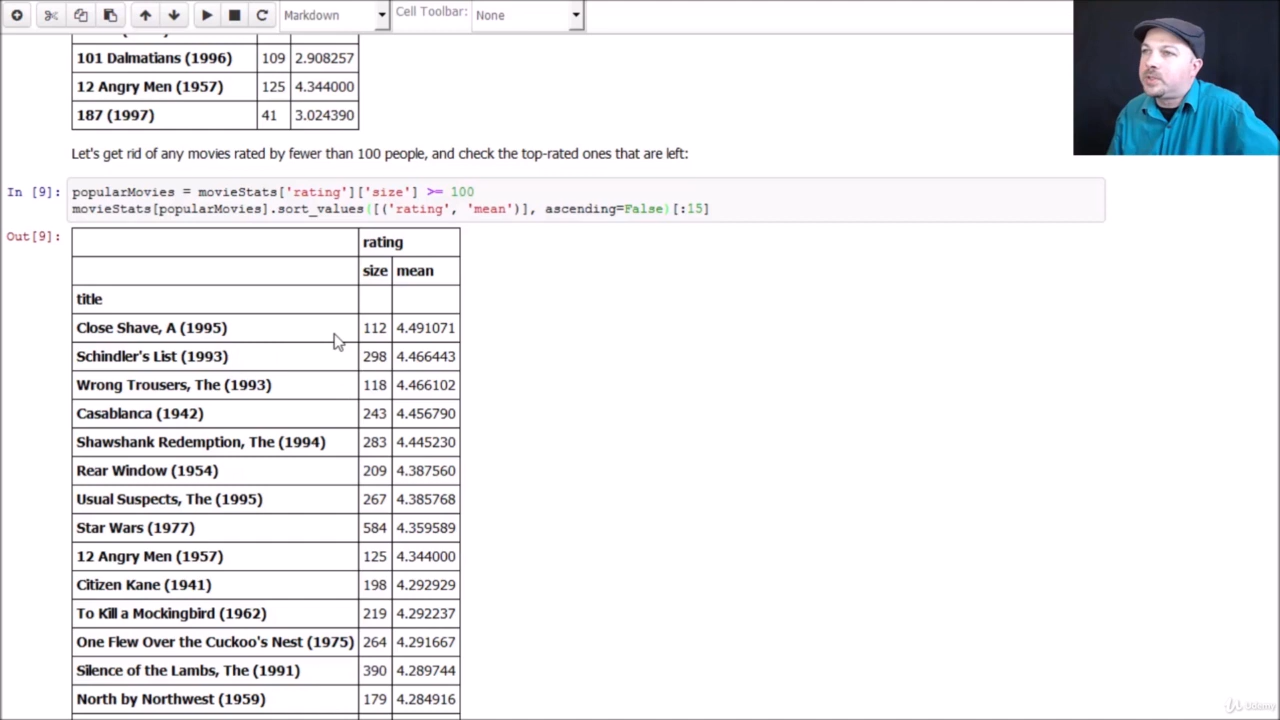 Markdown Cell Toolbar: None
101 Dalmatians (1996) 109 2.908257
12 Angry Men (1957) 125 4.344000
187 (1997) 41 3.024390
Let's get rid of any movies rated by fewer than 100 people, and check the top-rated ones that are left:
In [9]: popularMovies = movieStats['rating']['size'] >= 100
movieStats[popularMovies].sort_values([('rating', 'mean')], ascending=False)[:15]
Out[9]:
rating
size mean
title
Close Shave, A (1995) 112 4.491071
Schindler's List (1993) 298 4.466443
Wrong Trousers, The (1993) 118 4.466102
Casablanca (1942) 243 4.456790
Shawshank Redemption, The (1994) 283 4.445230
Rear Window (1954) 209 4.387560
Usual Suspects, The (1995) 267 4.385768
Star Wars (1977) 584 4.359589
12 Angry Men (1957) 125 4.344000
Citizen Kane (1941) 198 4.292929
To Kill a Mockingbird (1962) 219 4.292237
One Flew Over the Cuckoo's Nest (1975) 264 4.291667
Silence of the Lambs, The (1991) 390 4.289744
North by Northwest (1959) 179 4.284916
Udemy